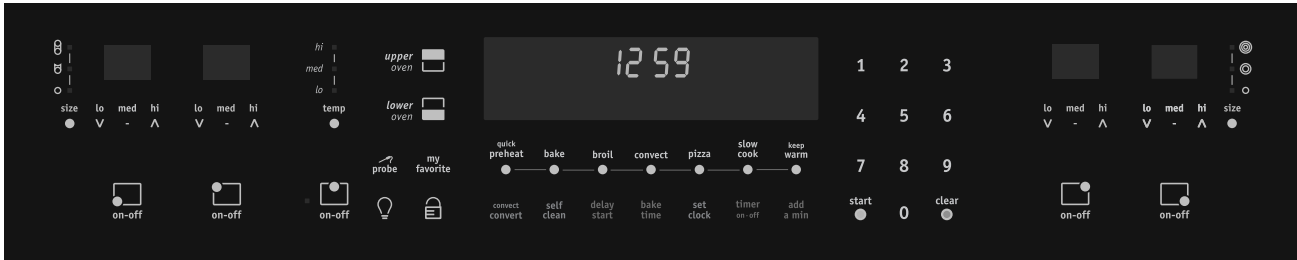 hi
med
lo
size
lo med hi
lo med hi
temp
on-off
on-off
on-off
upper
oven
lower
oven
probe
my
favorite
12 59
quick
preheat
bake
broil
convect
pizza
slow
cook
keep
warm
convect
convert
self
clean
delay
start
bake
time
set
clock
timer
on-off
add
a min
1 2 3
4 5 6
7 8 9
start
0
clear
lo med hi
lo med hi
size
on-off
on-off